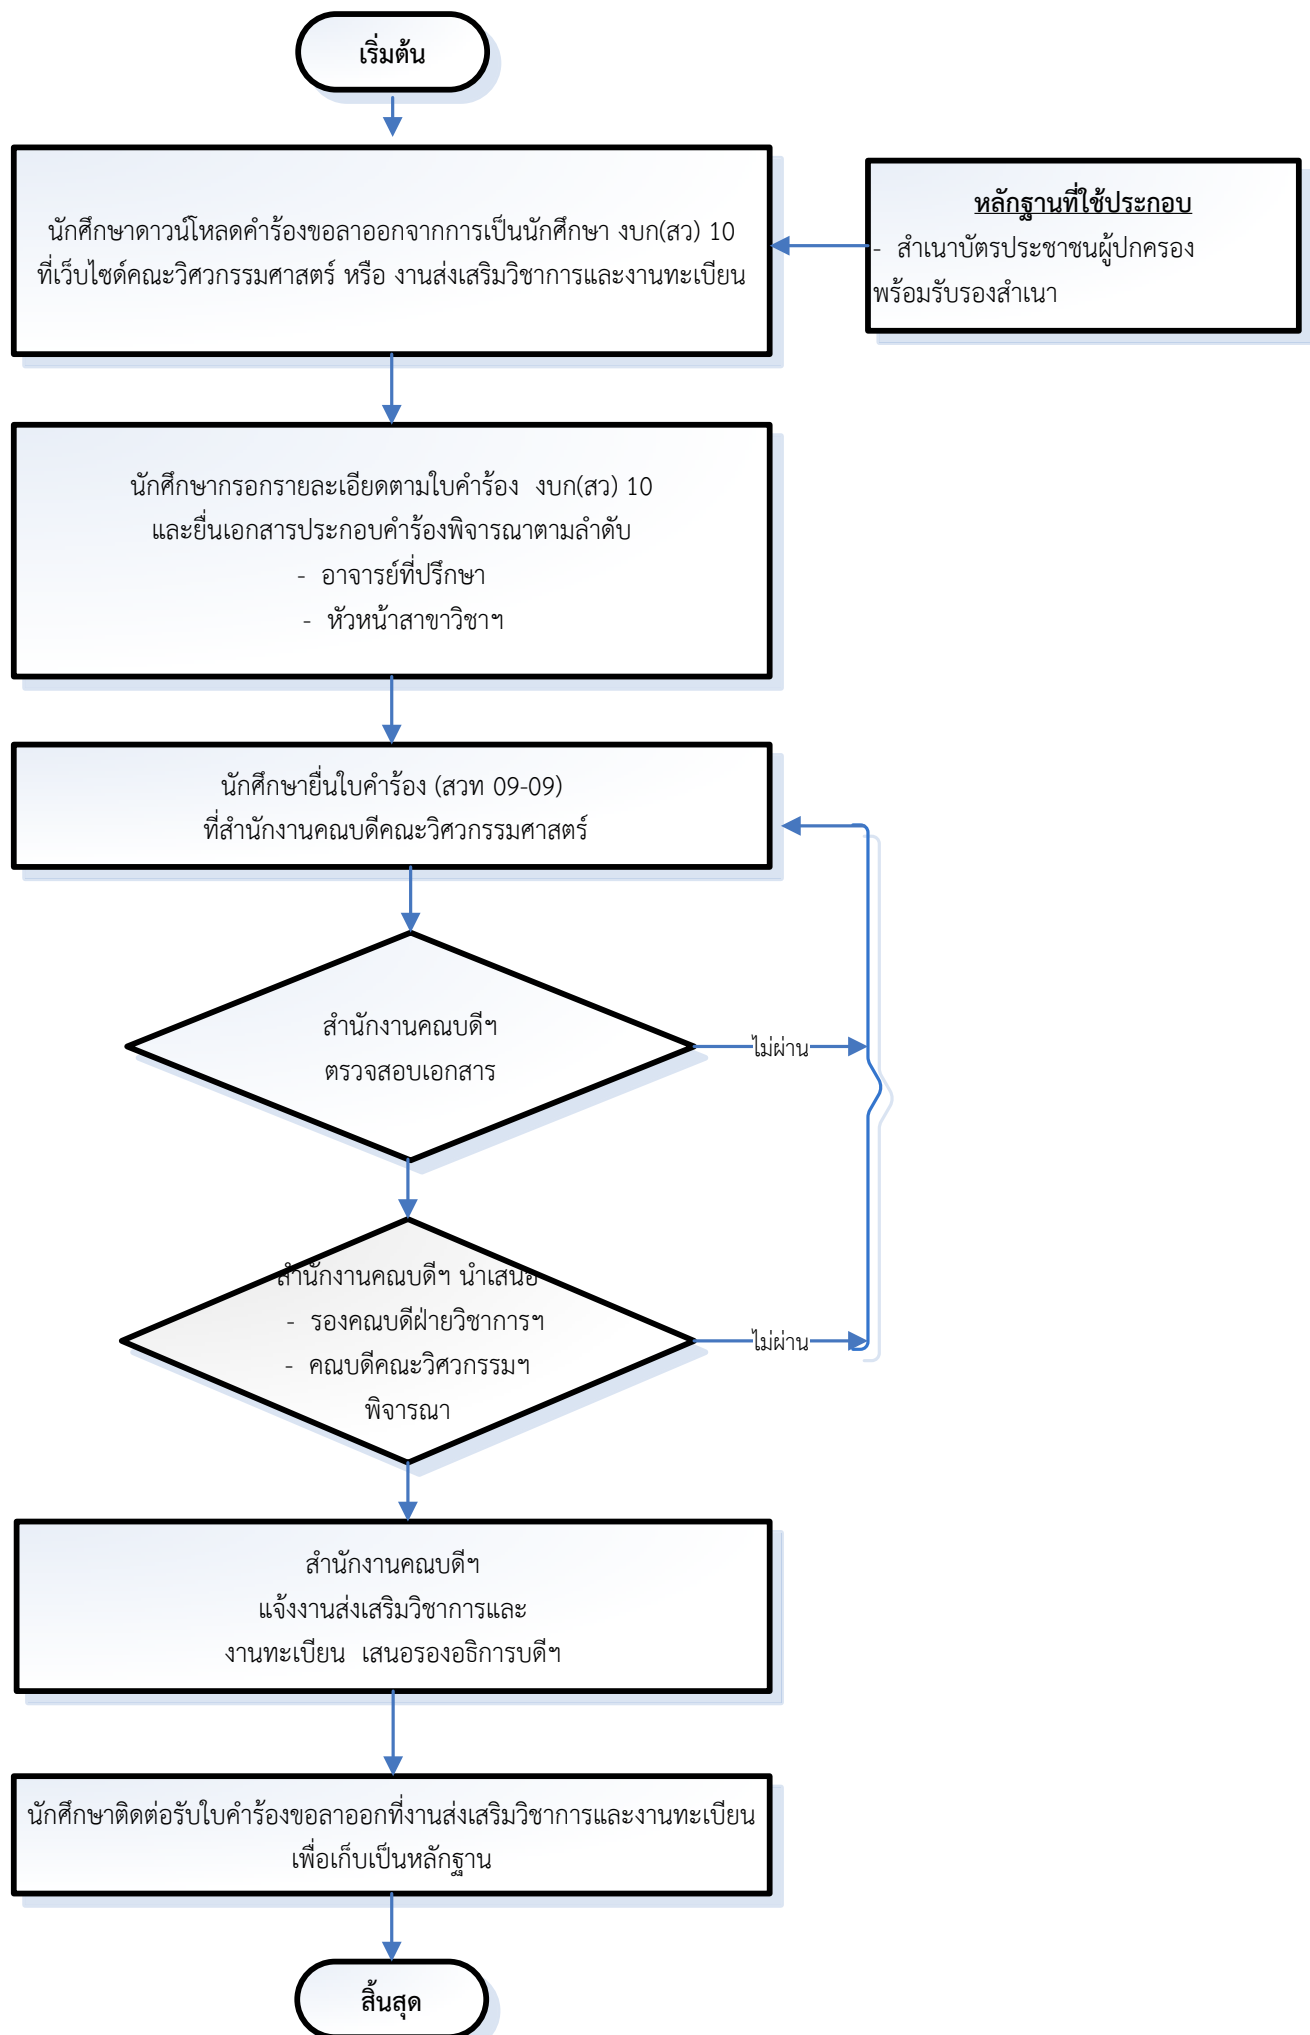 เริ่มต้น
นักศึกษาดาวน์โหลดคำร้องขอลาออกจากการเป็นนักศึกษา งบก(สว) 10
ที่เว็บไซด์คณะวิศวกรรมศาสตร์ หรือ งานส่งเสริมวิชาการและงานทะเบียน
หลักฐานที่ใช้ประกอบ
- สำเนาบัตรประชาชนผู้ปกครอง
พร้อมรับรองสำเนา
นักศึกษากรอกรายละเอียดตามใบคำร้อง งบก(สว) 10
และยื่นเอกสารประกอบคำร้องพิจารณาตามลำดับ
- อาจารย์ที่ปรึกษา
- หัวหน้าสาขาวิชาฯ
นักศึกษายื่นใบคำร้อง (สวท 09-09)
ที่สำนักงานคณบดีคณะวิศวกรรมศาสตร์
สำนักงานคณบดีฯ
ตรวจสอบเอกสาร
ไม่ผ่าน
สำนักงานคณบดีฯ นำเสนอ
- รองคณบดีฝ่ายวิชาการฯ
- คณบดีคณะวิศวกรรมฯ
พิจารณา
ไม่ผ่าน
สำนักงานคณบดีฯ
แจ้งงานส่งเสริมวิชาการและ
งานทะเบียน เสนอรองอธิการบดีฯ
นักศึกษาติดต่อรับใบคำร้องขอลาออกที่งานส่งเสริมวิชาการและงานทะเบียน
เพื่อเก็บเป็นหลักฐาน
สิ้นสุด